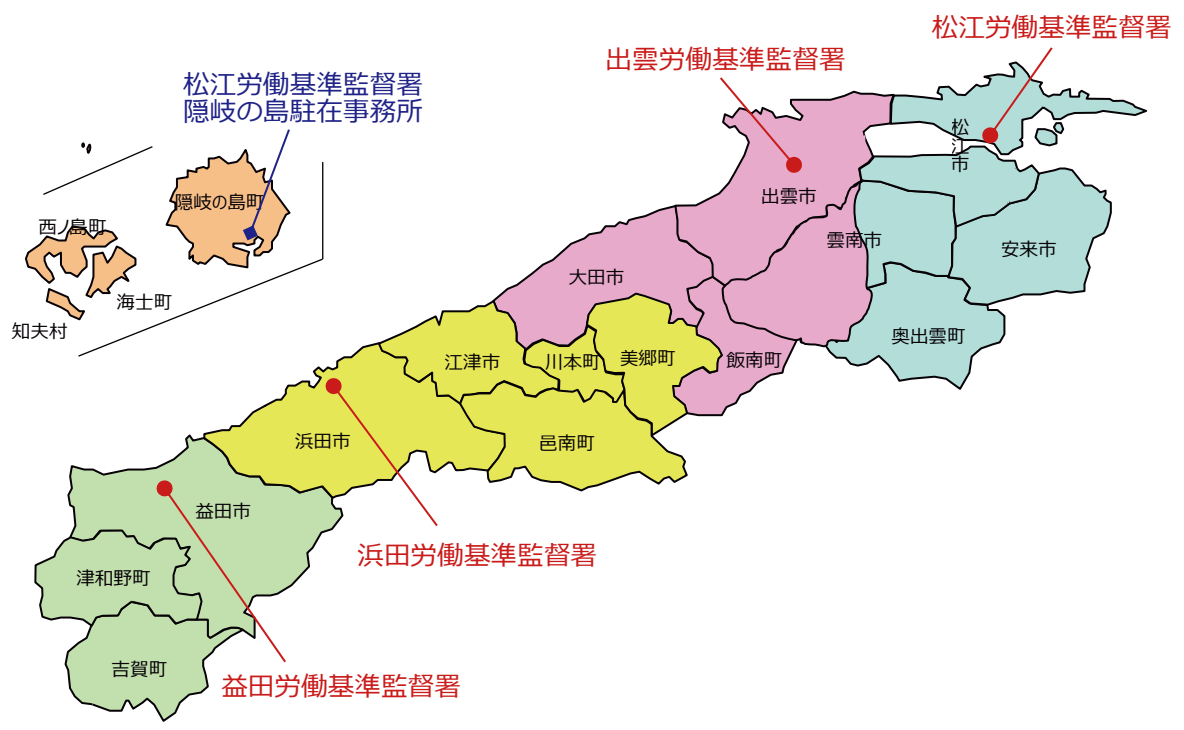 松江労働基準監督署
出雲労働基準監督署
松江労働基準監督署
隠岐の島駐在事務所
松江市
隠岐の島町
出雲市
西ノ島町
雲南市
安来市
大田市
海士町
知夫村
奥出雲町
江津市
川本町
美郷町
飯南町
浜田市
邑南町
益田市
浜田労働基準監督署
津和野町
吉賀町
益田労働基準監督署